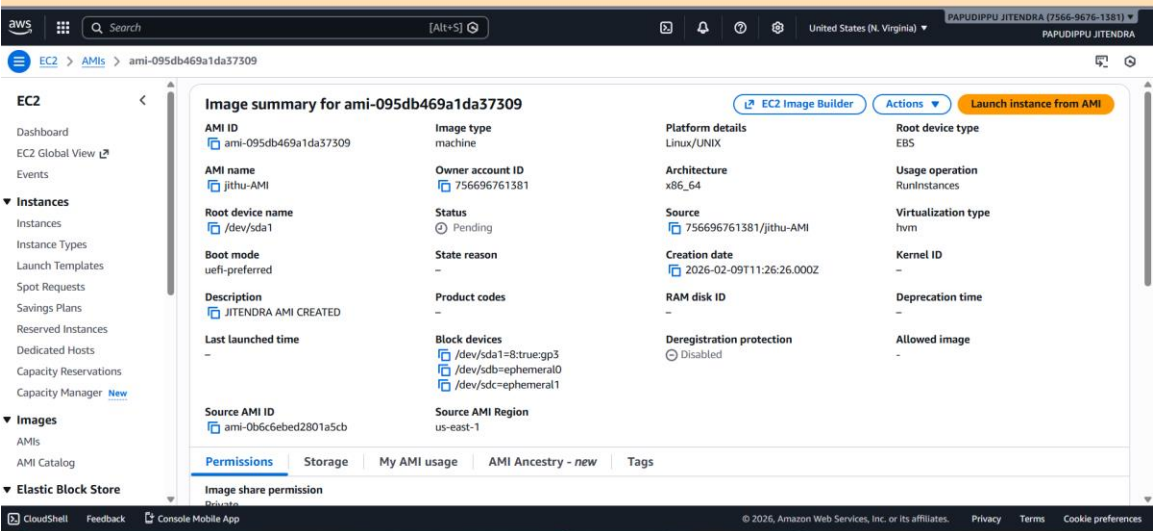 aws
Search
[Alt+S]
United States (N. Virginia) ▼
PAPUDIPPU JITENDRA (7566-9676-1381) ▼
PAPUDIPPU JITENDRA
EC2 > AMIs > ami-095db469a1da37309
EC2
Dashboard
EC2 Global View
Events
▼ Instances
Instances
Instance Types
Launch Templates
Spot Requests
Savings Plans
Reserved Instances
Dedicated Hosts
Capacity Reservations
Capacity Manager New
▼ Images
AMIs
AMI Catalog
▼ Elastic Block Store
Image summary for ami-095db469a1da37309
EC2 Image Builder
Actions ▼
Launch instance from AMI
AMI ID
ami-095db469a1da37309
Image type
machine
Platform details
Linux/UNIX
Root device type
EBS
AMI name
jithu-AMI
Owner account ID
756696761381
Architecture
x86_64
Usage operation
RunInstances
Root device name
/dev/sda1
Status
Pending
Source
756696761381/jithu-AMI
Virtualization type
hvm
Boot mode
uefi-preferred
State reason
–
Creation date
2026-02-09T11:26:26.000Z
Kernel ID
–
Description
JITENDRA AMI CREATED
Product codes
–
RAM disk ID
–
Deprecation time
–
Last launched time
–
Block devices
/dev/sda1=8:true:gp3
/dev/sdb=ephemeral0
/dev/sdc=ephemeral1
Deregistration protection
Disabled
Allowed image
-
Source AMI ID
ami-0b6c6ebed2801a5cb
Source AMI Region
us-east-1
Permissions
Storage
My AMI usage
AMI Ancestry - new
Tags
Image share permission
Private
CloudShell
Feedback
Console Mobile App
© 2026, Amazon Web Services, Inc. or its affiliates.
Privacy
Terms
Cookie preferences